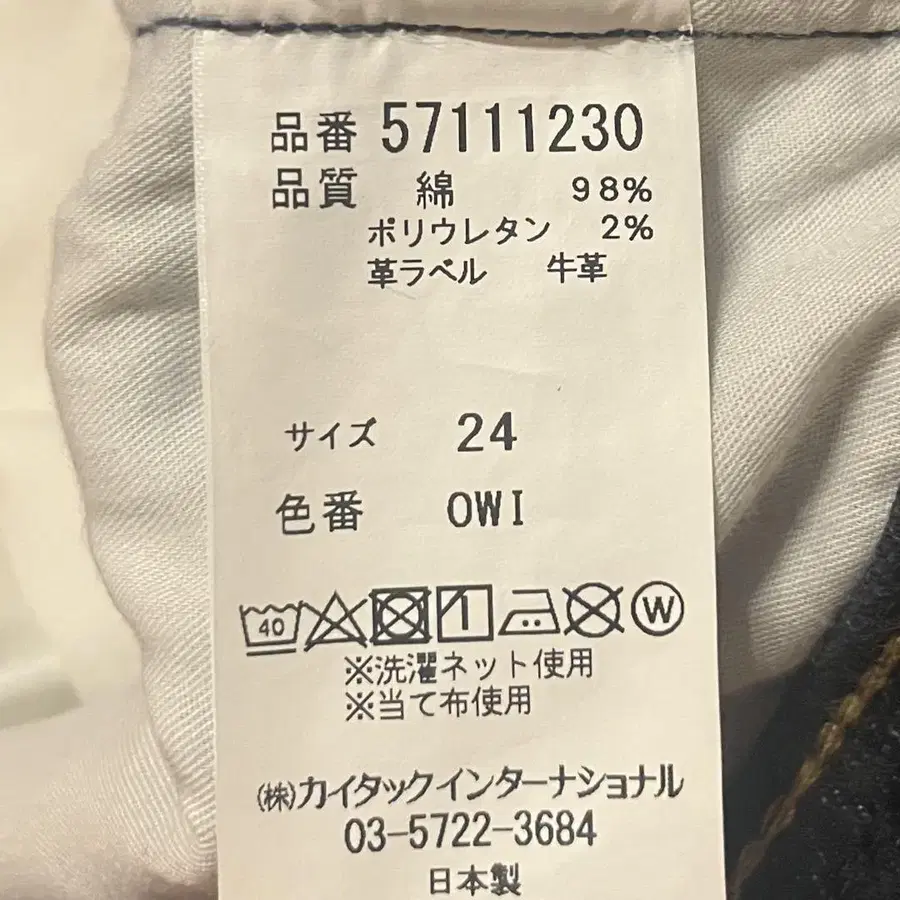 品番 57111230
品質 綿 98%
ポリウレタン 2%
革ラベル 牛革
サイズ 24
色番 OWI
40 W
※洗濯ネット使用
※当て布使用
(株)カイタックインターナショナル
03-5722-3684
日本製